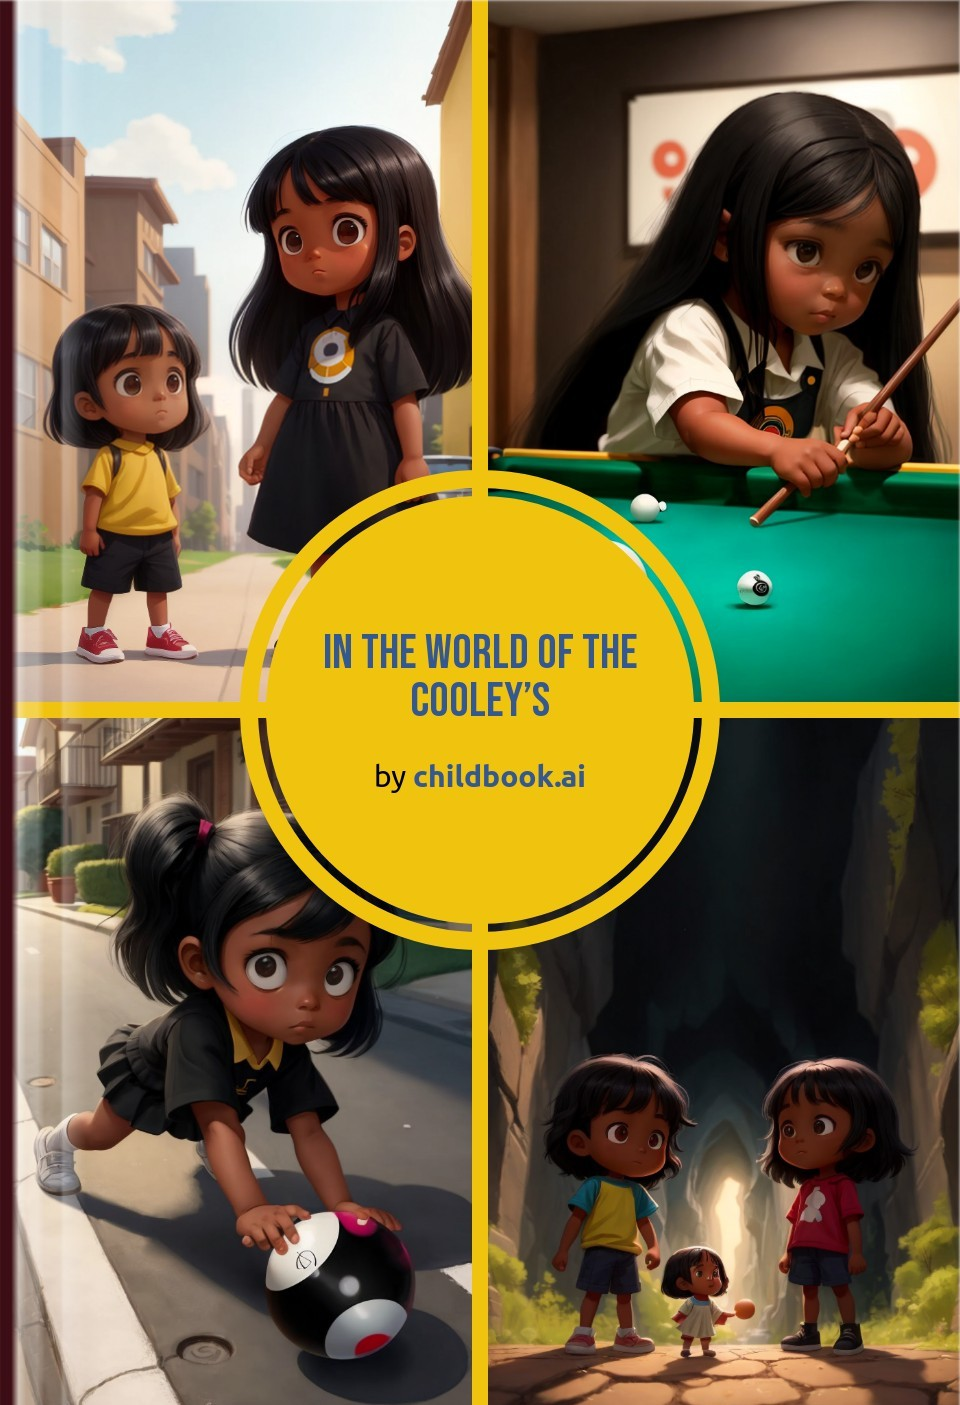 IN THE WORLD OF THE
COOLEY’S
by childbook.ai